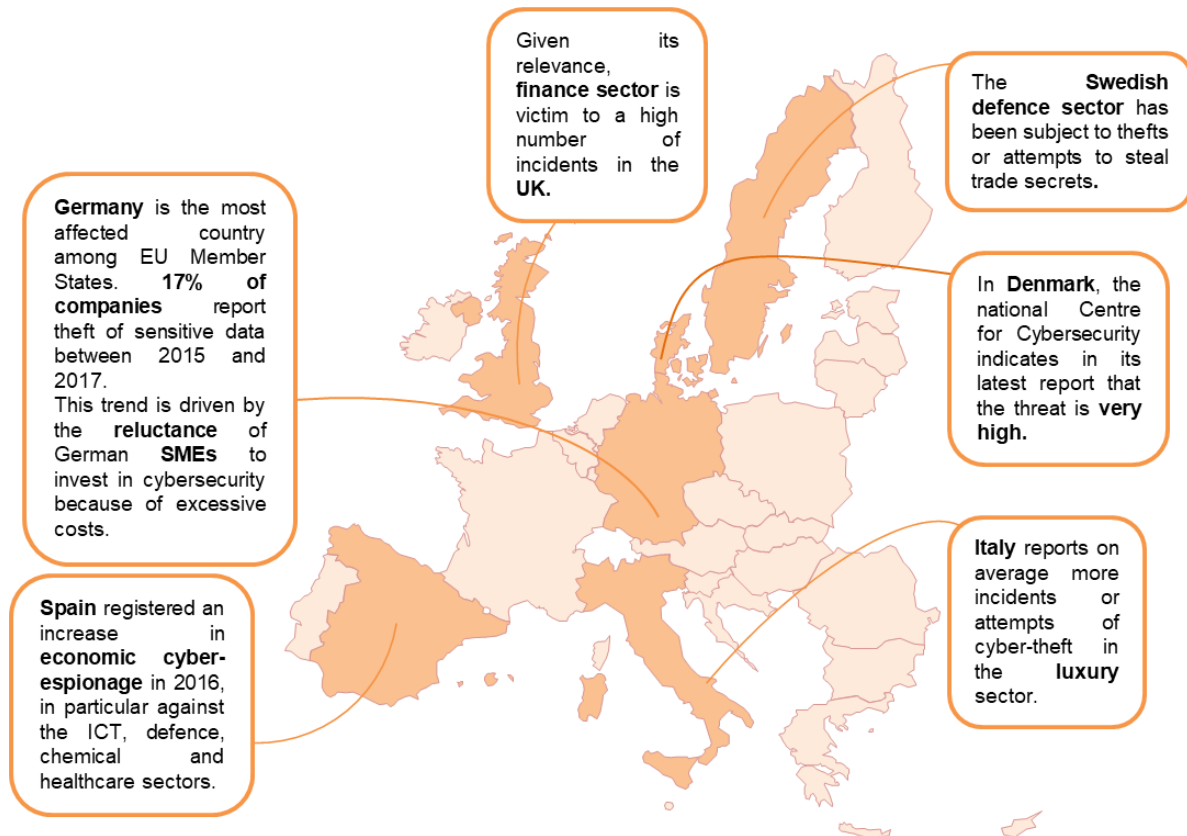 Given its
relevance,
finance sector is
victim to a high
number of
incidents in the
UK.
The Swedish
defence sector has
been subject to thefts
or attempts to steal
trade secrets.
Germany is the most
affected country
among EU Member
States. 17% of
companies report
theft of sensitive data
between 2015 and
2017.
This trend is driven by
the reluctance of
German SMEs to
invest in cybersecurity
because of excessive
costs.
In Denmark, the
national Centre
for Cybersecurity
indicates in its
latest report that
the threat is very
high.
Italy reports on
average more
incidents or
attempts of
cyber-theft in
the luxury
sector.
Spain registered an
increase in
economic cyber-
espionage in 2016,
in particular against
the ICT, defence,
chemical and
healthcare sectors.